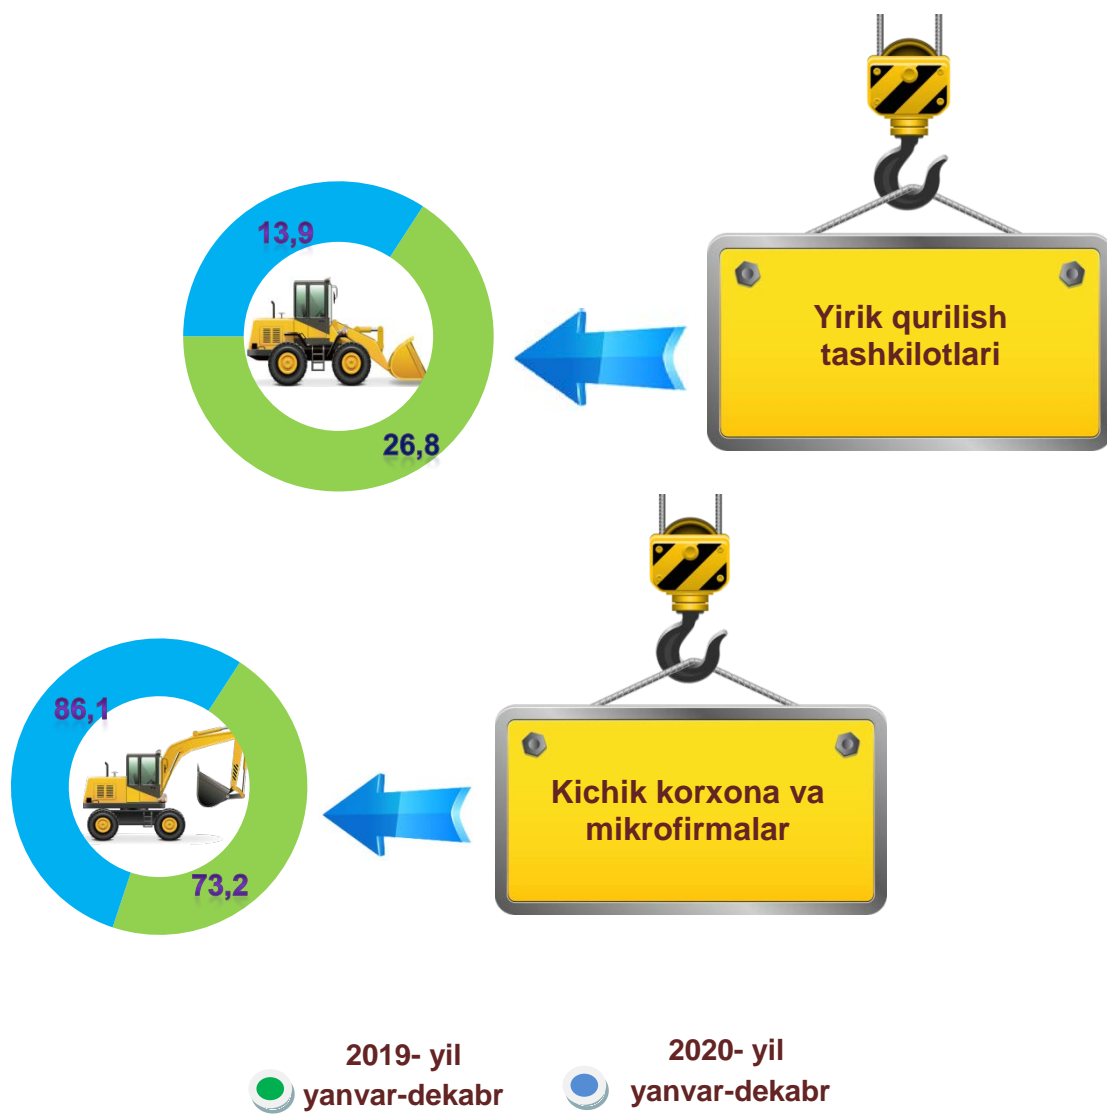 13,9
26,8
Yirik qurilish
tashkilotlari
86,1
73,2
Kichik korxona va
mikrofirmalar
2019- yil
yanvar-dekabr
2020- yil
yanvar-dekabr